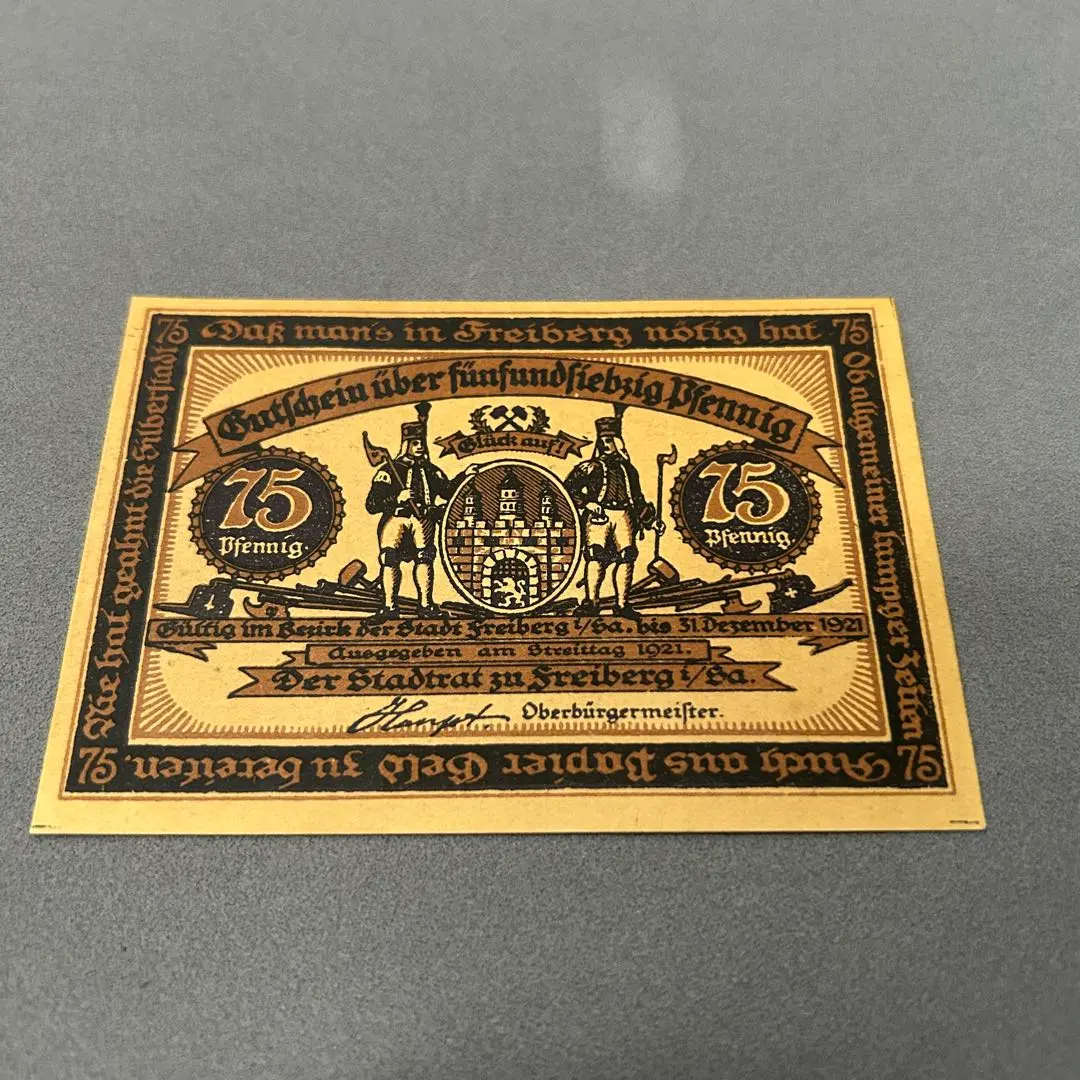 Nie hat geahnt die Silberstadt
75 Daß man's in Freiberg nötig hat 75
Ob allgemeiner lumpger Zeiten
75 Auch aus Papier Geld zu bereiten. 75
Gutschein über fünfundsiebzig Pfennig
Glück auf!
75
Pfennig.
75
Pfennig.
Gültig im Bezirk der Stadt Freiberg i/Sa. bis 31. Dezember 1921
Ausgegeben am Streittag 1921.
Der Stadtrat zu Freiberg i/Sa.
Oberbürgermeister.